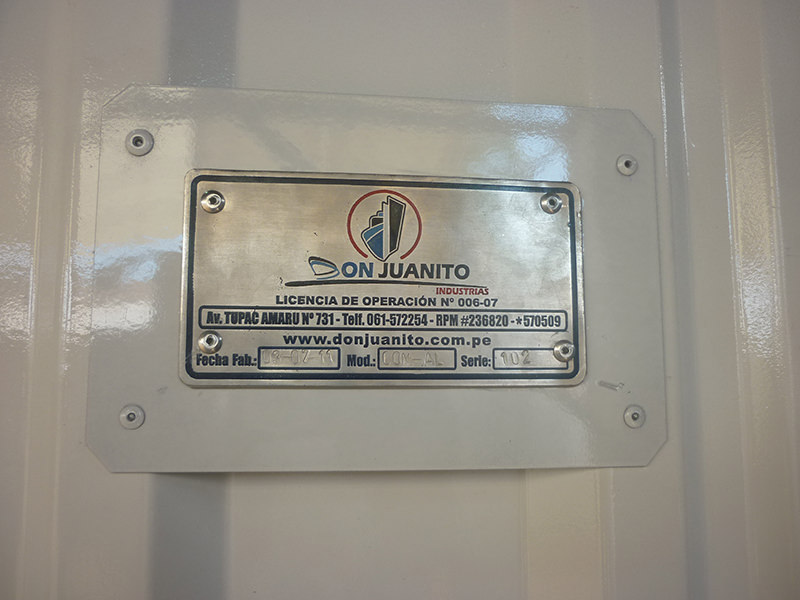 DON JUANITO
INDUSTRIAS
LICENCIA DE OPERACIÓN Nº 006-07
Av. TUPAC AMARU Nº 731 - Telf. 061-572254 - RPM #236820 - *570509
www.donjuanito.com.pe
Fecha Fab.: Mod.: Serie: 102